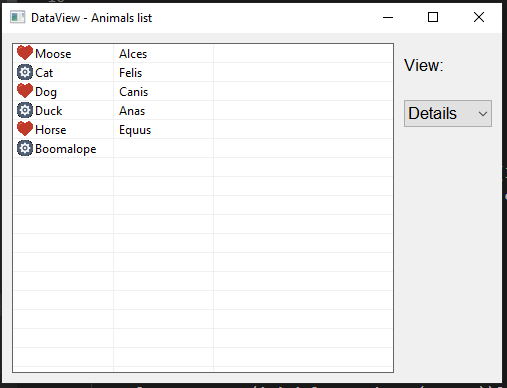 DataView - Animals list
Moose Alces
Cat Felis
Dog Canis
Duck Anas
Horse Equus
Boomalope
View:
Details